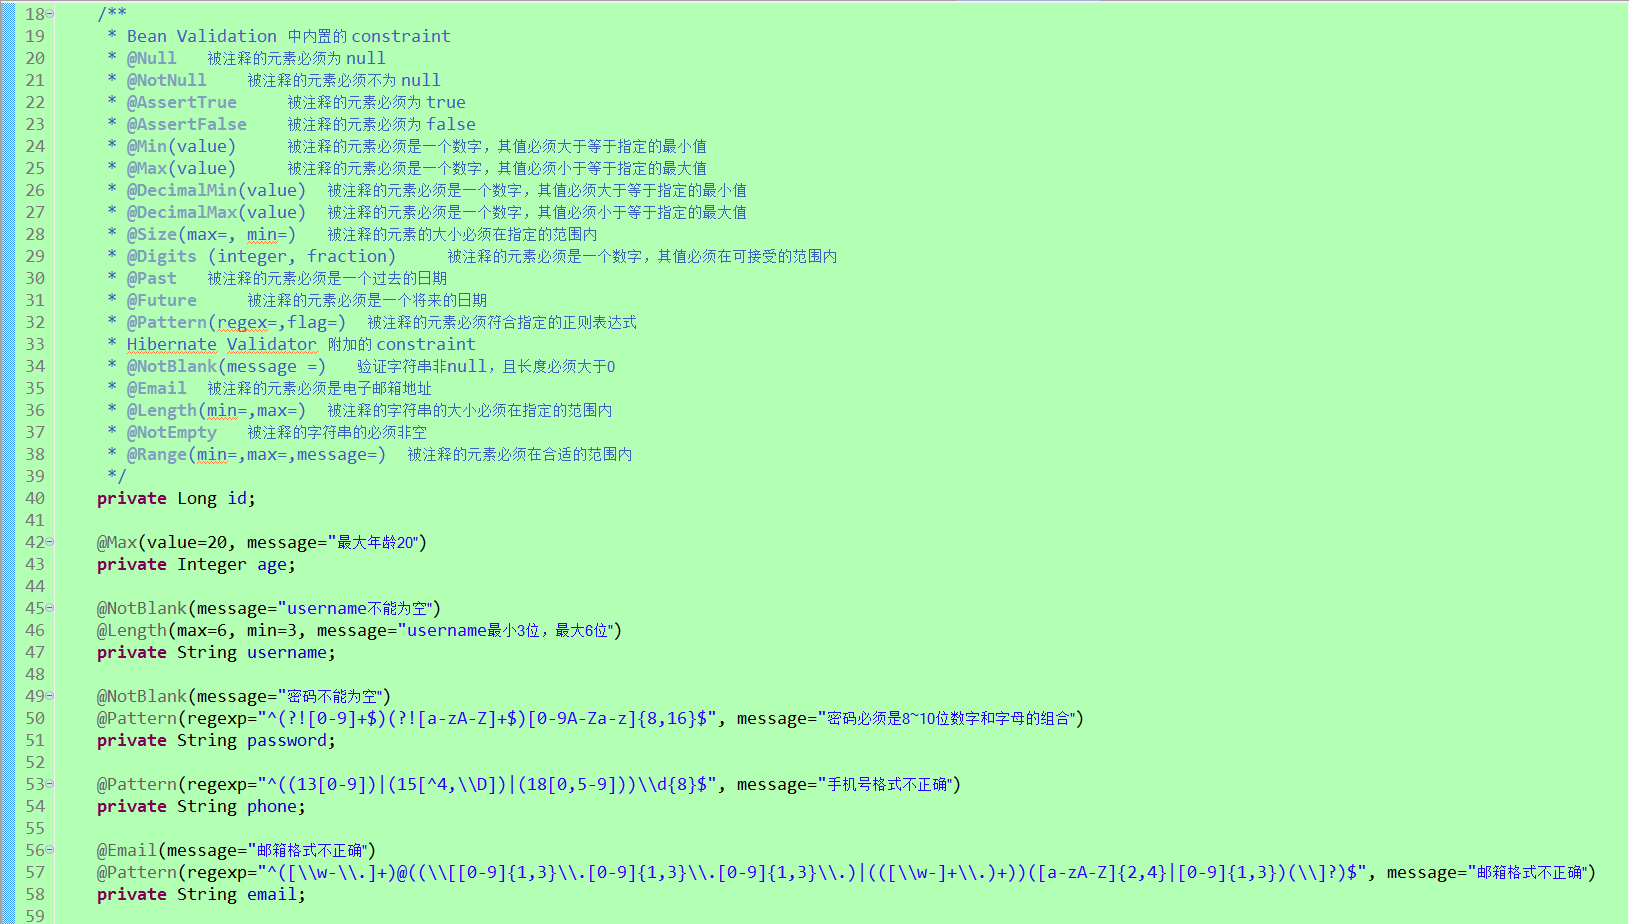 18 /**
19 * Bean Validation 中内置的 constraint
20 * @Null 被注释的元素必须为 null
21 * @NotNull 被注释的元素必须不为 null
22 * @AssertTrue 被注释的元素必须为 true
23 * @AssertFalse 被注释的元素必须为 false
24 * @Min(value) 被注释的元素必须是一个数字，其值必须大于等于指定的最小值
25 * @Max(value) 被注释的元素必须是一个数字，其值必须小于等于指定的最大值
26 * @DecimalMin(value) 被注释的元素必须是一个数字，其值必须大于等于指定的最小值
27 * @DecimalMax(value) 被注释的元素必须是一个数字，其值必须小于等于指定的最大值
28 * @Size(max=, min=) 被注释的元素的大小必须在指定的范围内
29 * @Digits (integer, fraction) 被注释的元素必须是一个数字，其值必须在可接受的范围内
30 * @Past 被注释的元素必须是一个过去的日期
31 * @Future 被注释的元素必须是一个将来的日期
32 * @Pattern(regex=,flag=) 被注释的元素必须符合指定的正则表达式
33 * Hibernate Validator 附加的 constraint
34 * @NotBlank(message =) 验证字符串非null，且长度必须大于0
35 * @Email 被注释的元素必须是电子邮箱地址
36 * @Length(min=,max=) 被注释的字符串的大小必须在指定的范围内
37 * @NotEmpty 被注释的字符串的必须非空
38 * @Range(min=,max=,message=) 被注释的元素必须在合适的范围内
39 */
40 private Long id;
41
42 @Max(value=20, message="最大年龄20")
43 private Integer age;
44
45 @NotBlank(message="username不能为空")
46 @Length(max=6, min=3, message="username最小3位，最大6位")
47 private String username;
48
49 @NotBlank(message="密码不能为空")
50 @Pattern(regexp="^(?![0-9]+$)(?![a-zA-Z]+$)[0-9A-Za-z]{8,16}$", message="密码必须是8~10位数字和字母的组合")
51 private String password;
52
53 @Pattern(regexp="^((13[0-9])|(15[^4,\\D])|(18[0,5-9]))\\d{8}$", message="手机号格式不正确")
54 private String phone;
55
56 @Email(message="邮箱格式不正确")
57 @Pattern(regexp="^([\\w-\\.]+)@((\\[[0-9]{1,3}\\.[0-9]{1,3}\\.[0-9]{1,3}\\.)|(([\\w-]+\\.)+))([a-zA-Z]{2,4}|[0-9]{1,3})(\\]?)$", message="邮箱格式不正确")
58 private String email;
59